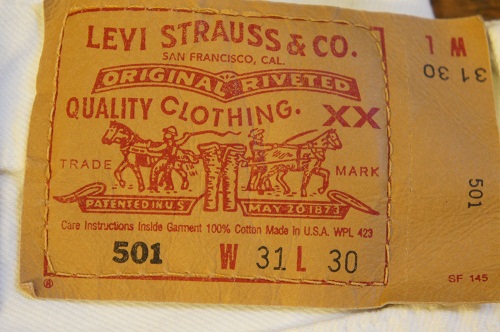 LEVI STRAUSS & CO.
SAN FRANCISCO, CAL.
ORIGINAL RIVETED
QUALITY CLOTHING.
XX
TRADE MARK
PATENTED IN U.S. MAY 20 1873
Care Instructions Inside Garment 100% Cotton Made in U.S.A. WPL 423
501 W 31 L 30
®
W L
31 30
501
SF 145